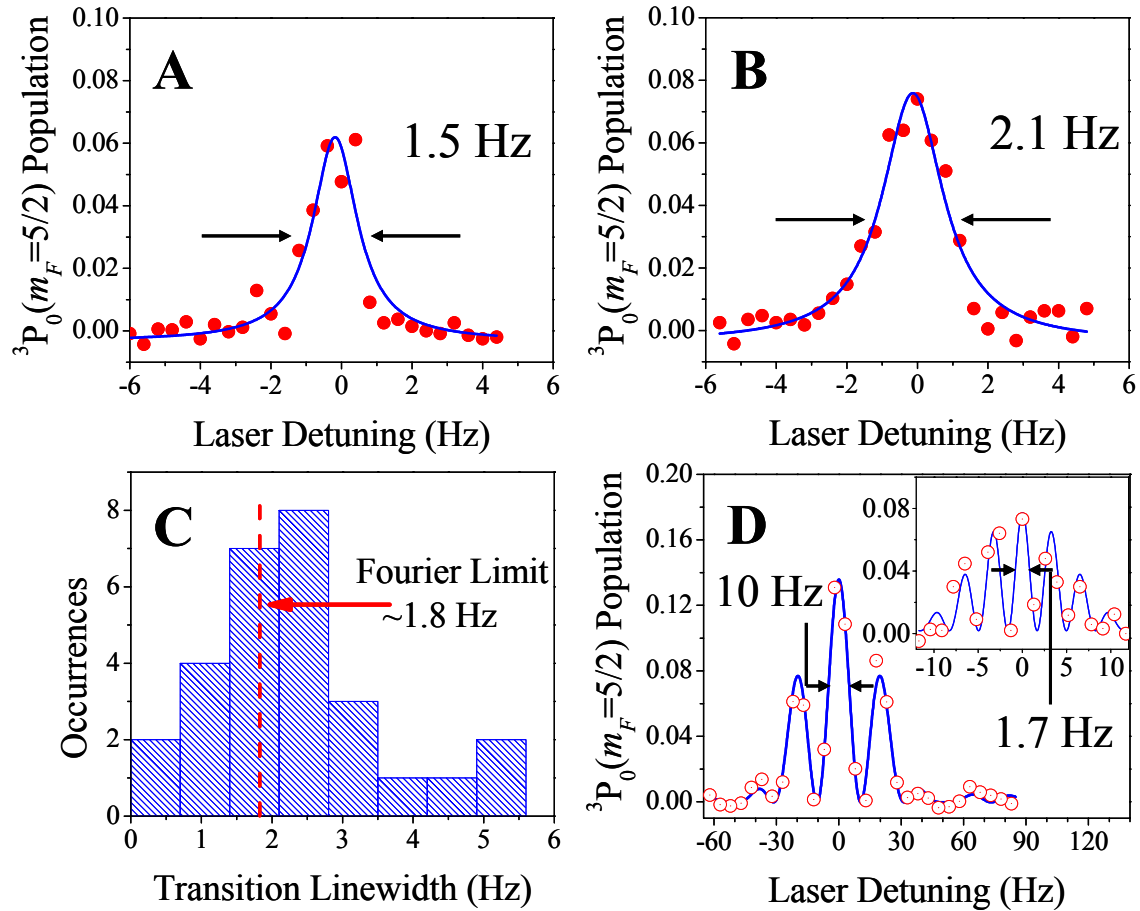 A
1.5 Hz
0.10
0.08
0.06
0.04
0.02
0.00
³P₀(m_F=5/2) Population
-6 -4 -2 0 2 4 6
Laser Detuning (Hz)
B
2.1 Hz
0.10
0.08
0.06
0.04
0.02
0.00
³P₀(m_F=5/2) Population
-6 -4 -2 0 2 4 6
Laser Detuning (Hz)
C
Fourier Limit
~1.8 Hz
8
6
4
2
0
Occurrences
0 1 2 3 4 5 6
Transition Linewidth (Hz)
D
10 Hz
0.20
0.16
0.12
0.08
0.04
0.00
³P₀(m_F=5/2) Population
-60 -30 0 30 60 90 120
Laser Detuning (Hz)
0.08
0.04
0.00
-10 -5 0 5 10
1.7 Hz